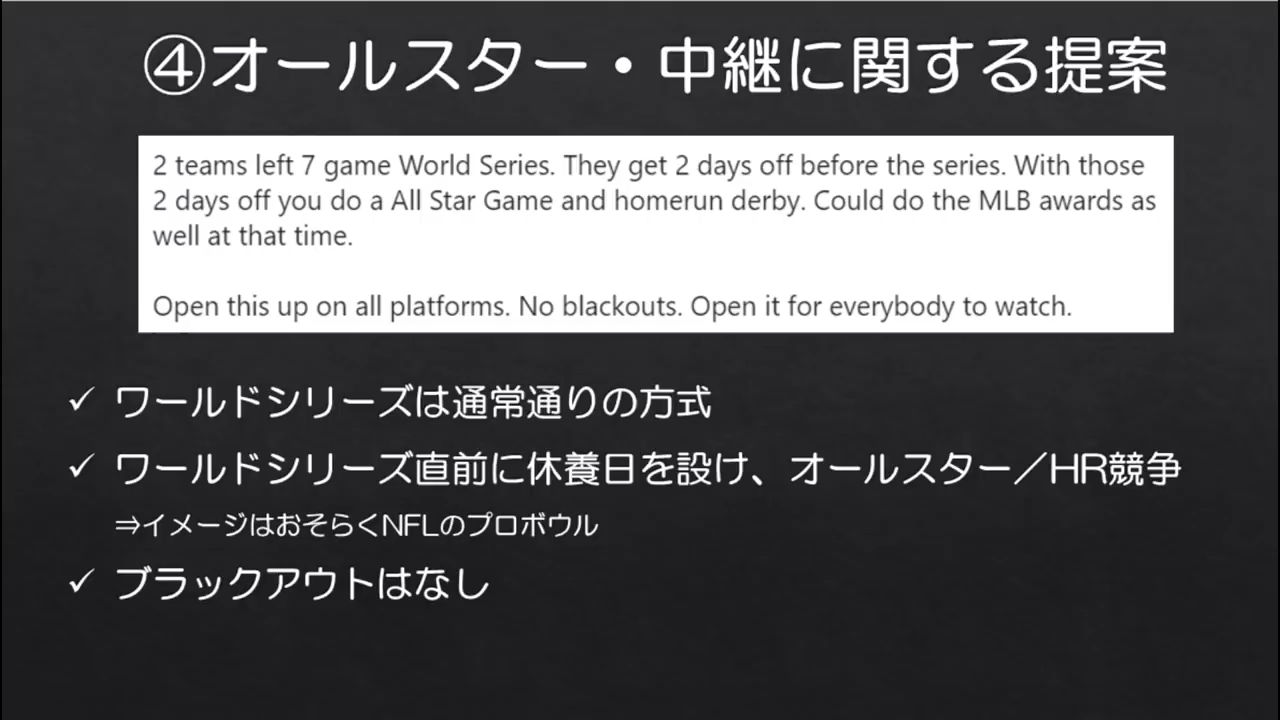 ④オールスター・中継に関する提案
2 teams left 7 game World Series. They get 2 days off before the series. With those
2 days off you do a All Star Game and homerun derby. Could do the MLB awards as
well at that time.
Open this up on all platforms. No blackouts. Open it for everybody to watch.
✓ ワールドシリーズは通常通りの方式
✓ ワールドシリーズ直前に休養日を設け、オールスター／HR競争
⇒イメージはおそらくNFLのプロボウル
✓ ブラックアウトはなし